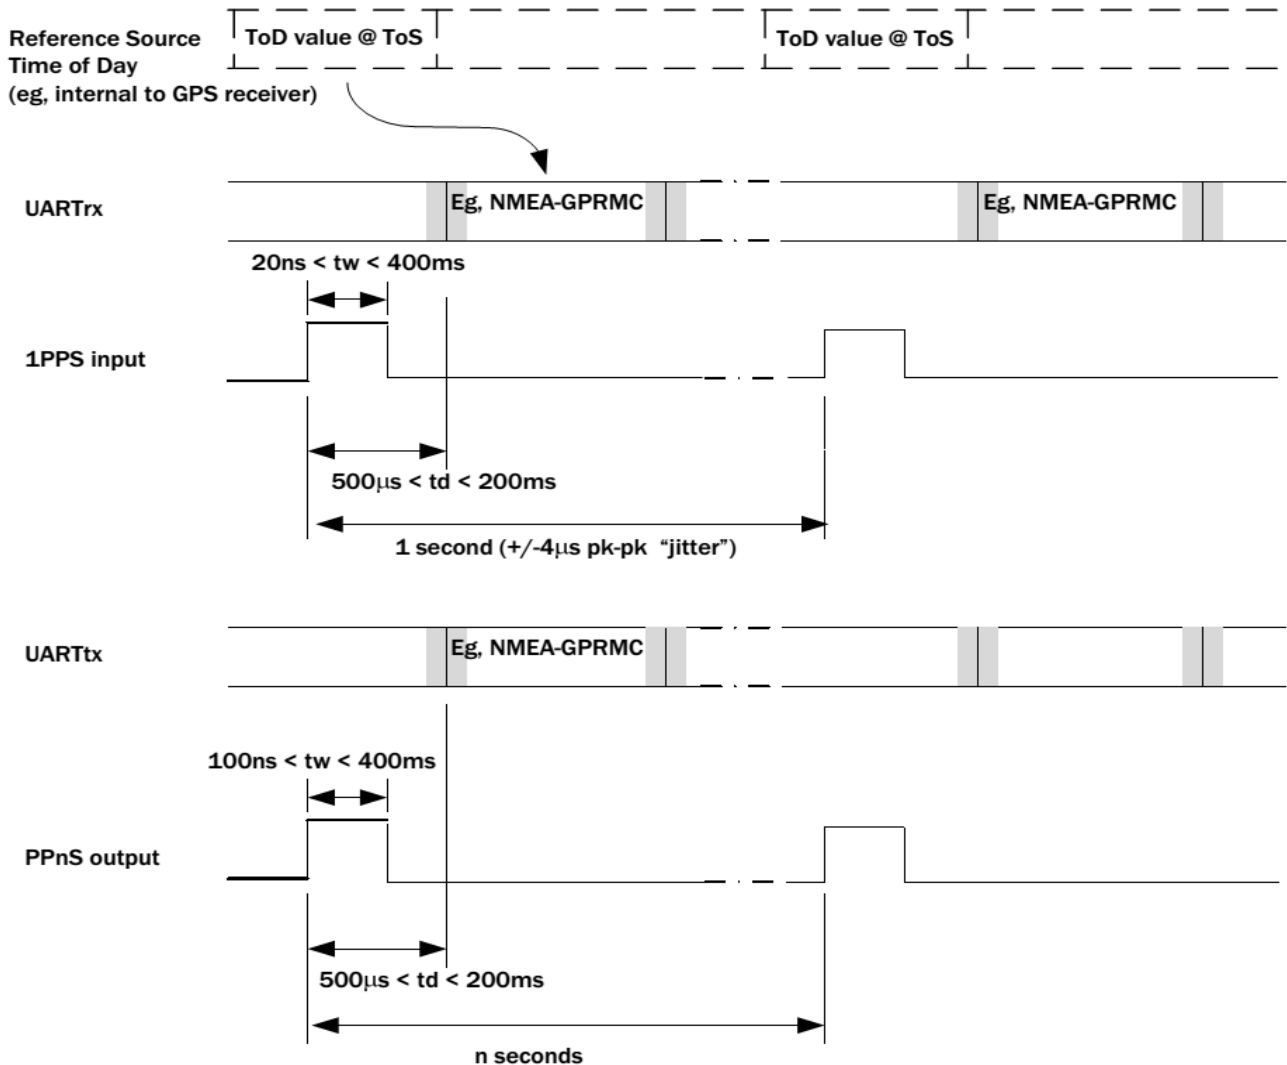 ToD value @ ToS
ToD value @ ToS
Reference Source
Time of Day
(eg, internal to GPS receiver)
UARTrx
Eg, NMEA-GPRMC
Eg, NMEA-GPRMC
20ns < tw < 400ms
1PPS input
500µs < td < 200ms
1 second (+/-4µs pk-pk “jitter”)
UARTtx
Eg, NMEA-GPRMC
100ns < tw < 400ms
PPnS output
500µs < td < 200ms
n seconds